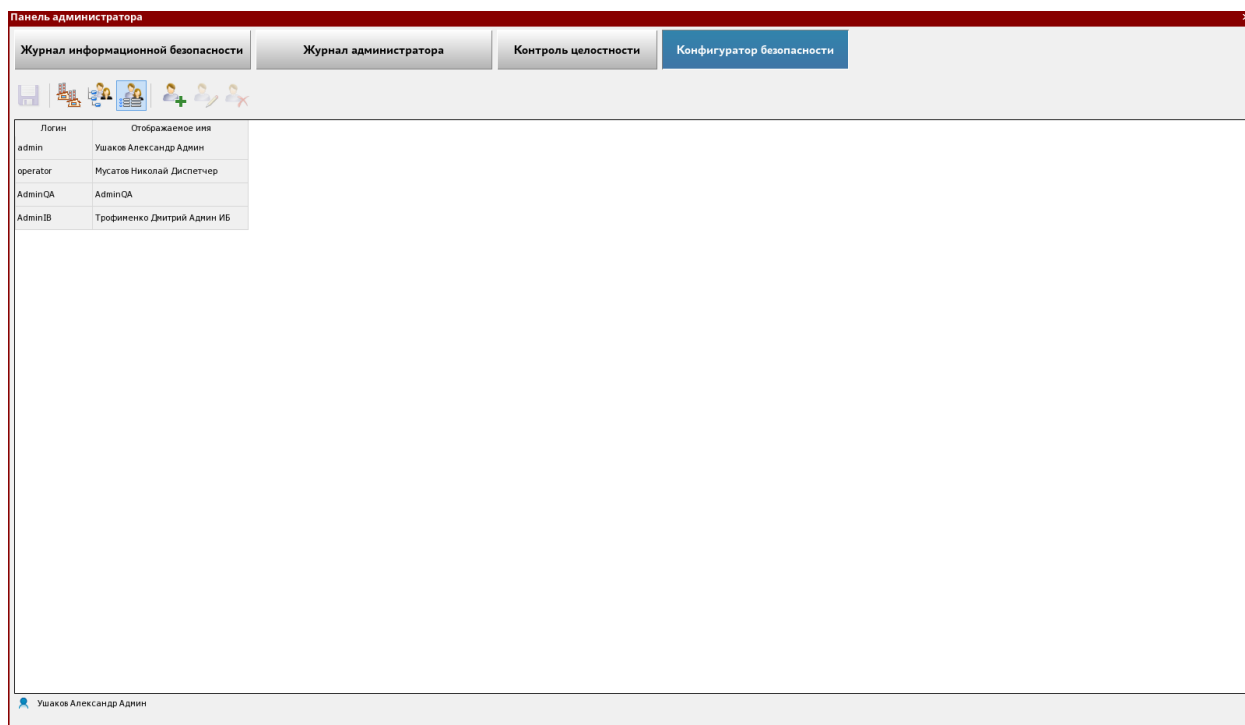 Панель администратора
Журнал информационной безопасности Журнал администратора Контроль целостности Конфигуратор безопасности
Логин Отображаемое имя
admin Ушаков Александр Админ
operator Мусатов Николай Диспетчер
AdminQA AdminQA
AdminIB Трофименко Дмитрий Админ ИБ
Ушаков Александр Админ